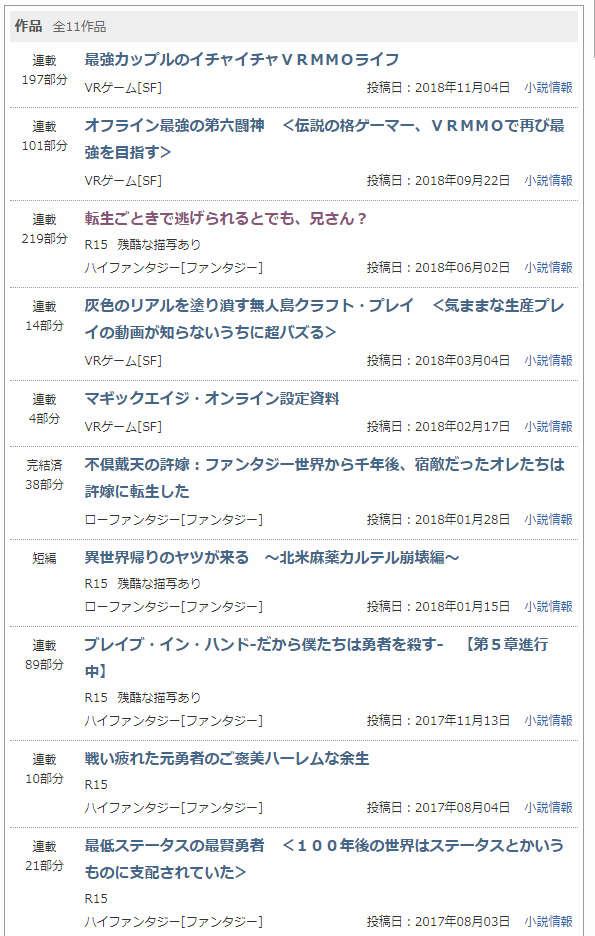 作品 全11作品
連載
197部分
最強カップルのイチャイチャＶＲＭＭＯライフ
VRゲーム[SF] 投稿日：2018年11月04日 小説情報
連載
101部分
オフライン最強の第六闘神　＜伝説の格ゲーマー、ＶＲＭＭＯで再び最
強を目指す＞
VRゲーム[SF] 投稿日：2018年09月22日 小説情報
連載
219部分
転生ごときで逃げられるとでも、兄さん？
R15 残酷な描写あり
ハイファンタジー[ファンタジー] 投稿日：2018年06月02日 小説情報
連載
14部分
灰色のリアルを塗り潰す無人島クラフト・プレイ　＜気ままな生産プレ
イの動画が知らないうちに超バズる＞
VRゲーム[SF] 投稿日：2018年03月04日 小説情報
連載
4部分
マギックエイジ・オンライン設定資料
VRゲーム[SF] 投稿日：2018年02月17日 小説情報
完結済
38部分
不倶戴天の許嫁：ファンタジー世界から千年後、宿敵だったオレたちは
許嫁に転生した
ローファンタジー[ファンタジー] 投稿日：2018年01月28日 小説情報
短編
異世界帰りのヤツが来る　～北米麻薬カルテル崩壊編～
R15 残酷な描写あり
ローファンタジー[ファンタジー] 投稿日：2018年01月15日 小説情報
連載
89部分
ブレイブ・イン・ハンド-だから僕たちは勇者を殺す-　【第５章進行
中】
R15 残酷な描写あり
ハイファンタジー[ファンタジー] 投稿日：2017年11月13日 小説情報
連載
10部分
戦い疲れた元勇者のご褒美ハーレムな余生
R15
ハイファンタジー[ファンタジー] 投稿日：2017年08月04日 小説情報
連載
21部分
最低ステータスの最賢勇者　＜１００年後の世界はステータスとかいう
ものに支配されていた＞
R15
ハイファンタジー[ファンタジー] 投稿日：2017年08月03日 小説情報